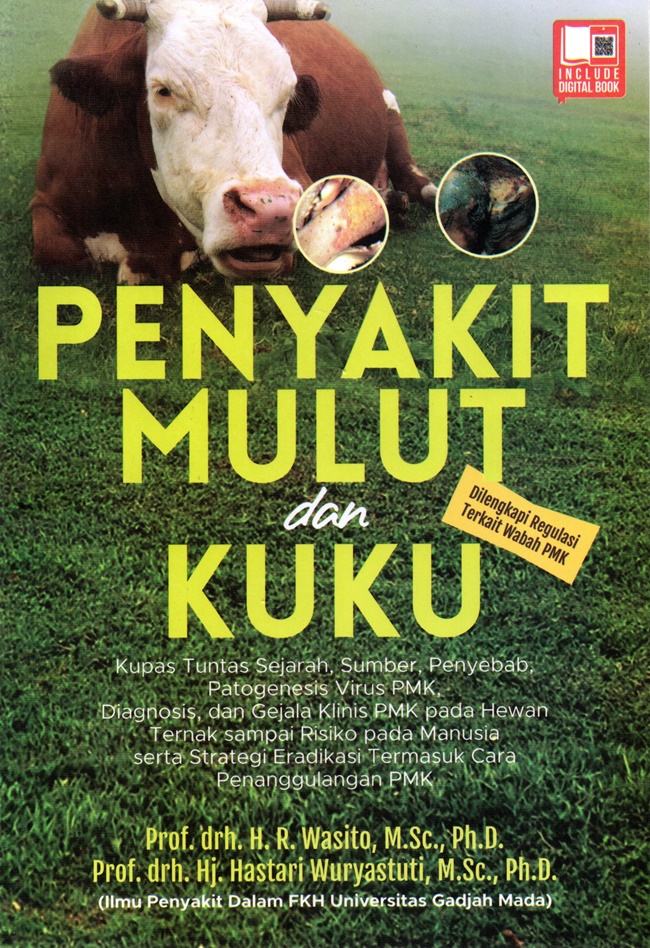 INCLUDE
DIGITAL BOOK
PENYAKIT
MULUT
dan
KUKU
Dilengkapi Regulasi
Terkait Wabah PMK
Kupas Tuntas Sejarah, Sumber, Penyebab,
Patogenesis Virus PMK,
Diagnosis, dan Gejala Klinis PMK pada Hewan
Ternak sampai Risiko pada Manusia
serta Strategi Eradikasi Termasuk Cara
Penanggulangan PMK
Prof. drh. H. R. Wasito, M.Sc., Ph.D.
Prof. drh. Hj. Hastari Wuryastuti, M.Sc., Ph.D.
(Ilmu Penyakit Dalam FKH Universitas Gadjah Mada)